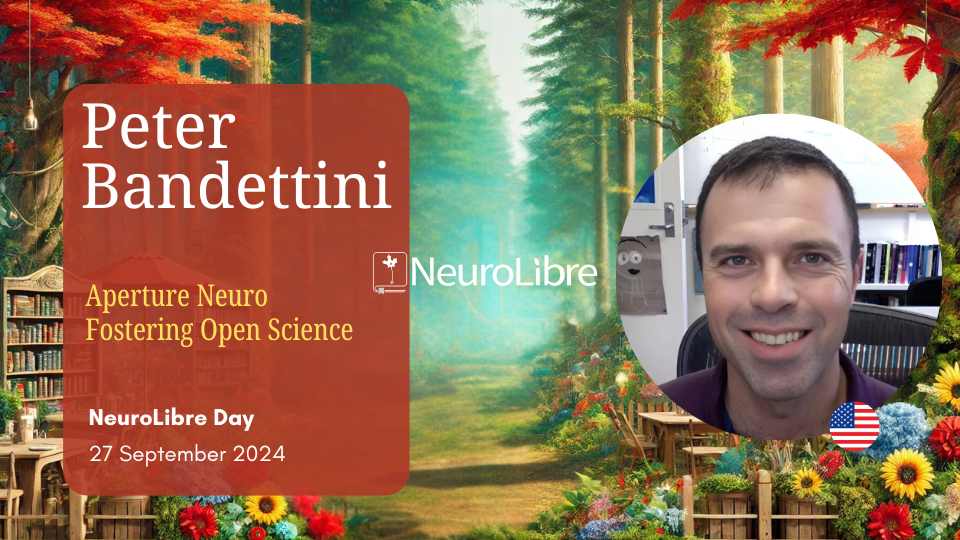 Peter
Bandettini
Aperture Neuro
Fostering Open Science
NeuroLibre Day
27 September 2024
NeuroLibre